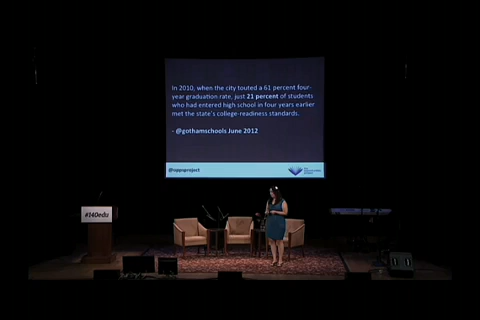 In 2010, when the city touted a 61 percent four-
year graduation rate, just 21 percent of students
who had entered high school in four years earlier
met the state's college-readiness standards.
- @gothamschools June 2012
@oppoproject
#140edu